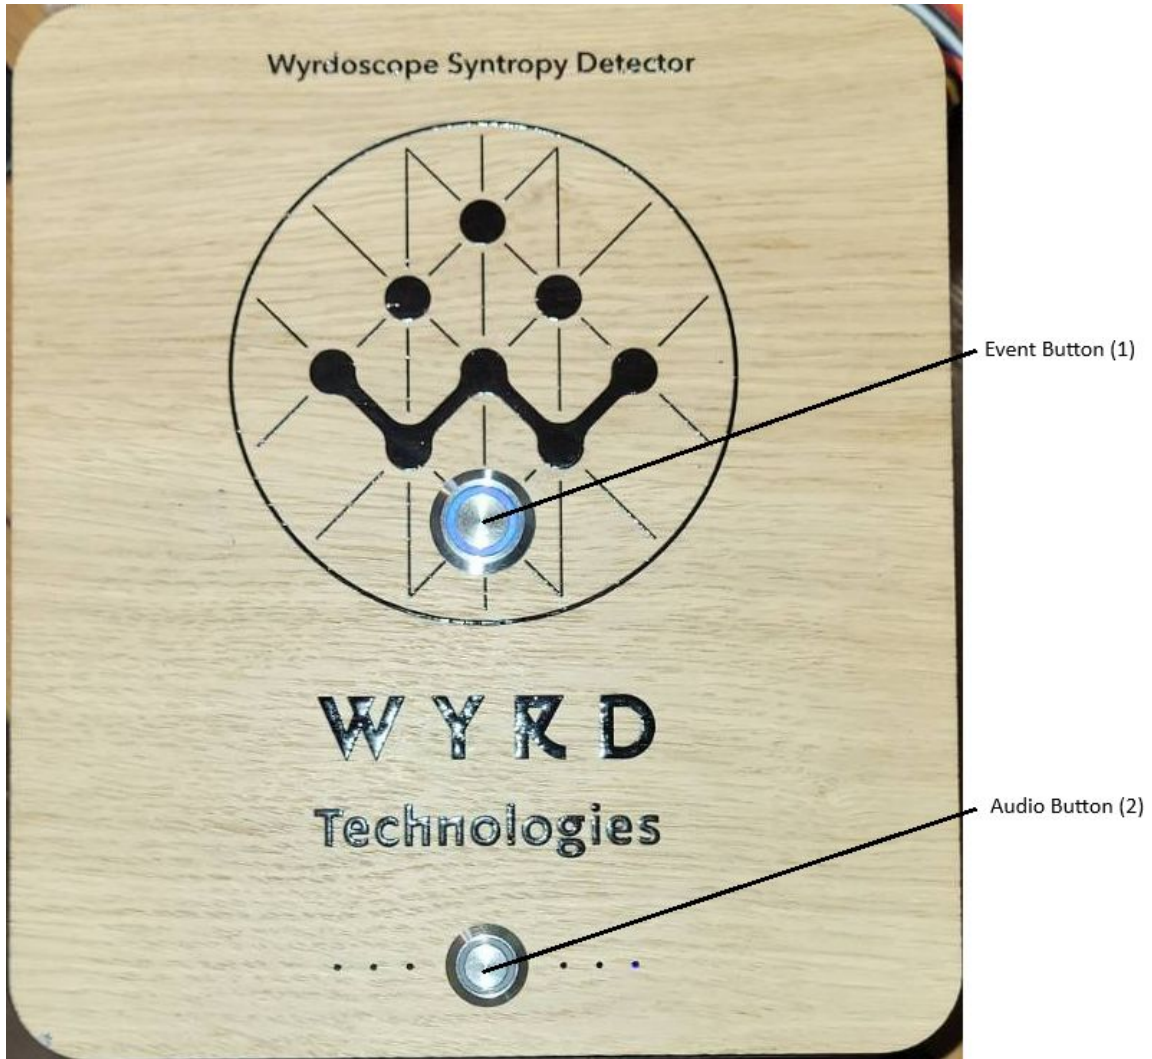 Wyrdoscope Syntropy Detector
Event Button (1)
WYRD
Technologies
Audio Button (2)